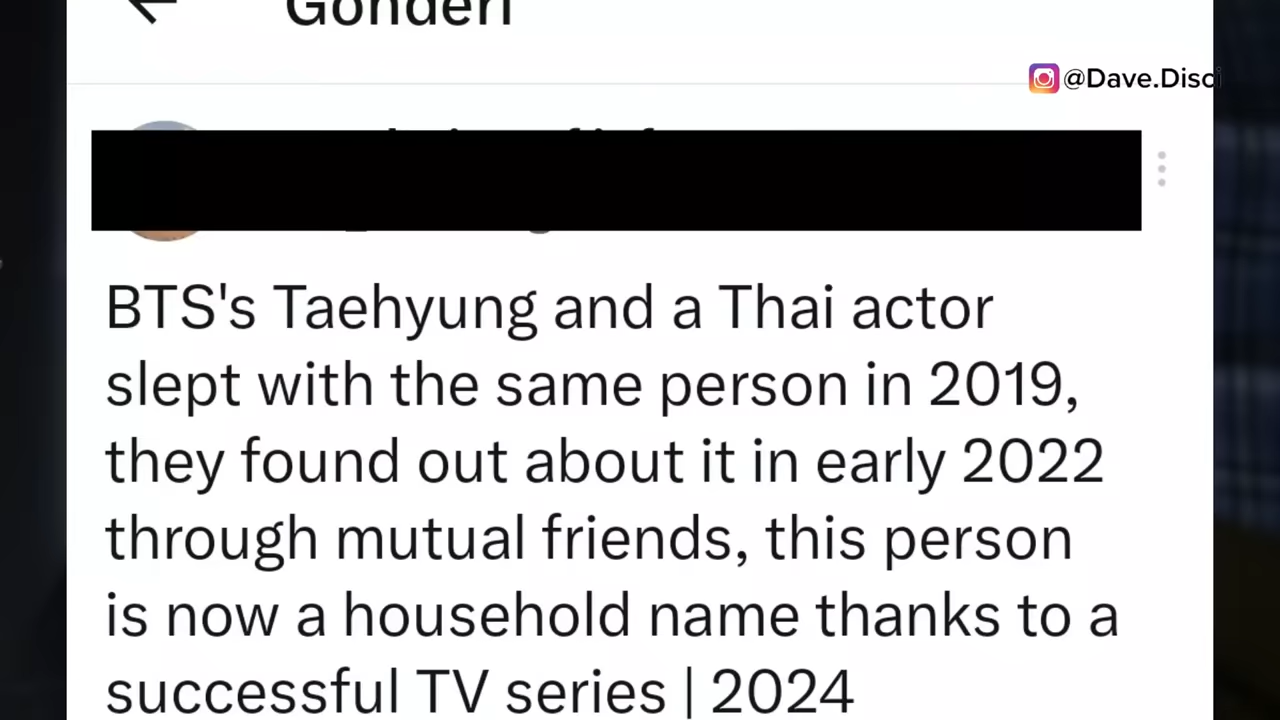 Gönderi
@Dave.Disci
BTS's Taehyung and a Thai actor
slept with the same person in 2019,
they found out about it in early 2022
through mutual friends, this person
is now a household name thanks to a
successful TV series | 2024